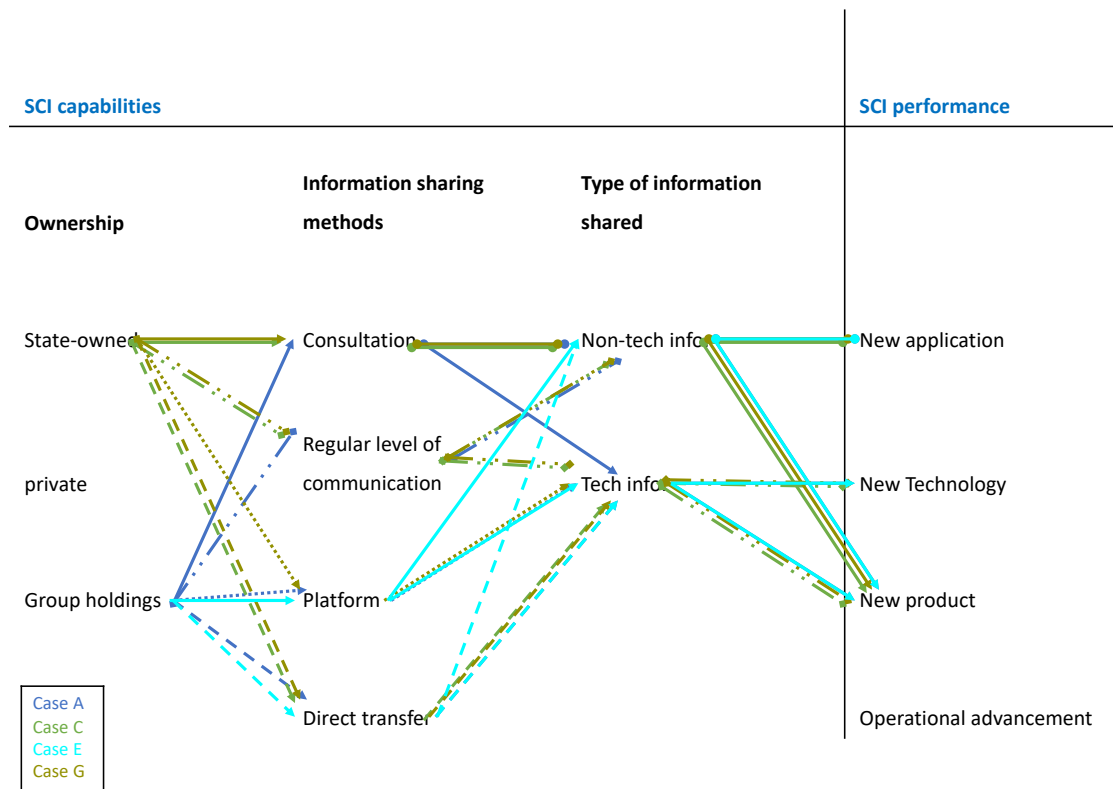 SCI capabilities
SCI performance
Information sharing
methods
Type of information
shared
Ownership
State-owned
Consultation
Non-tech info
New application
Regular level of
communication
private
Tech info
New Technology
Group holdings
Platform
New product
Direct transfer
Operational advancement
Case A
Case C
Case E
Case G